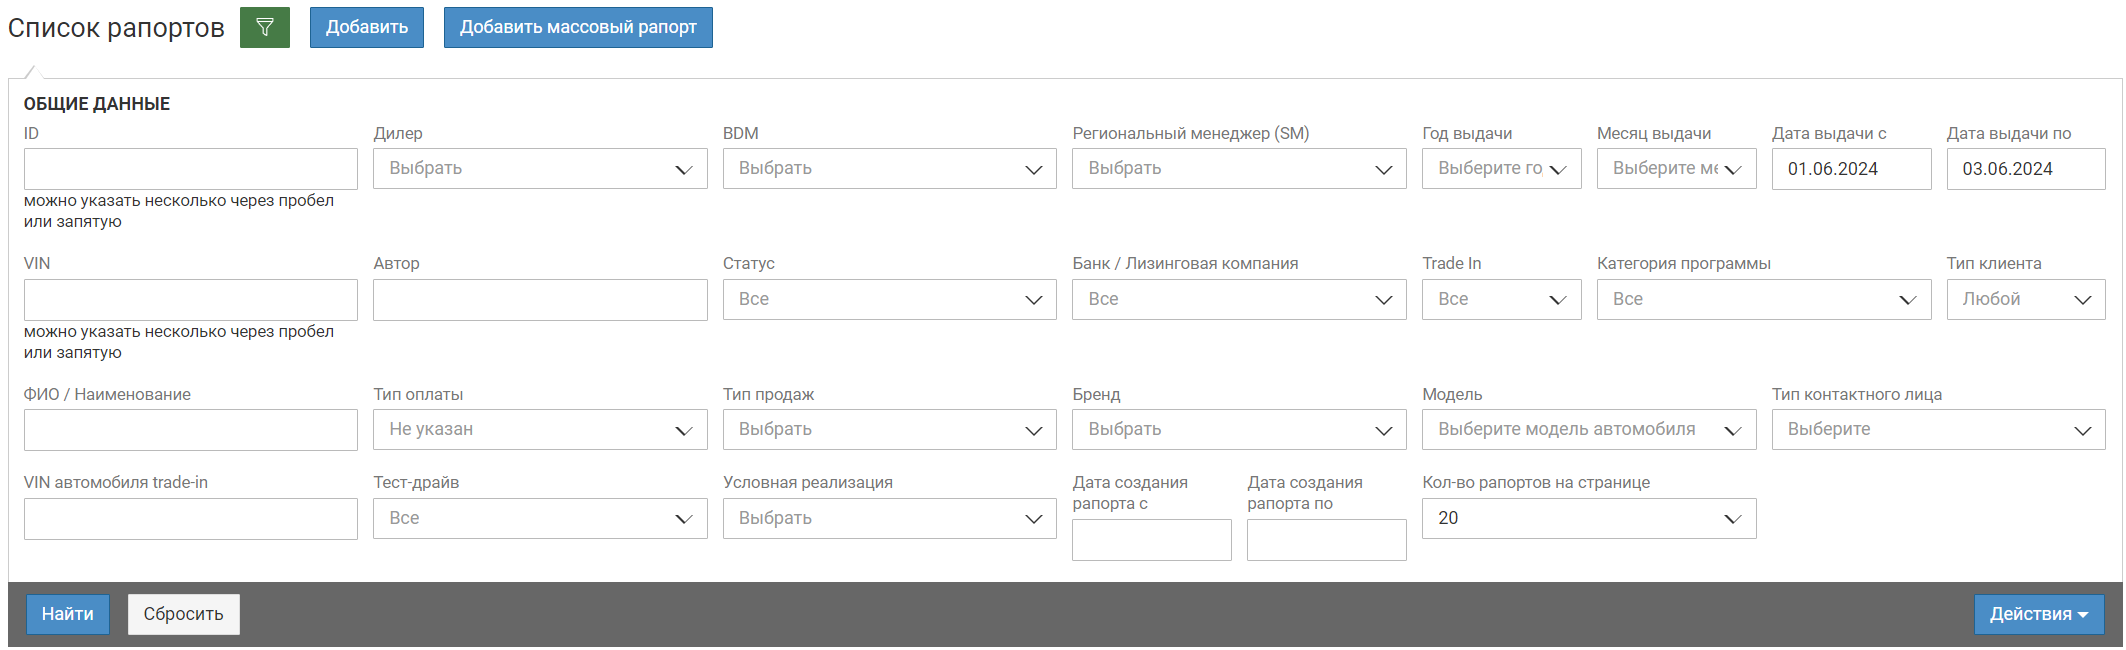 Список рапортов
Добавить
Добавить массовый рапорт
ОБЩИЕ ДАННЫЕ
ID
Дилер
BDM
Региональный менеджер (SM)
Год выдачи
Месяц выдачи
Дата выдачи с
Дата выдачи по
Выбрать
Выбрать
Выбрать
Выберите го
Выберите ме
01.06.2024
03.06.2024
можно указать несколько через пробел
или запятую
VIN
Автор
Статус
Банк / Лизинговая компания
Trade In
Категория программы
Тип клиента
Все
Все
Все
Все
Любой
можно указать несколько через пробел
или запятую
ФИО / Наименование
Тип оплаты
Тип продаж
Бренд
Модель
Тип контактного лица
Не указан
Выбрать
Выбрать
Выберите модель автомобиля
Выберите
VIN автомобиля trade-in
Тест-драйв
Условная реализация
Дата создания
рапорта с
Дата создания
рапорта по
Кол-во рапортов на странице
Все
Выбрать
20
Найти
Сбросить
Действия